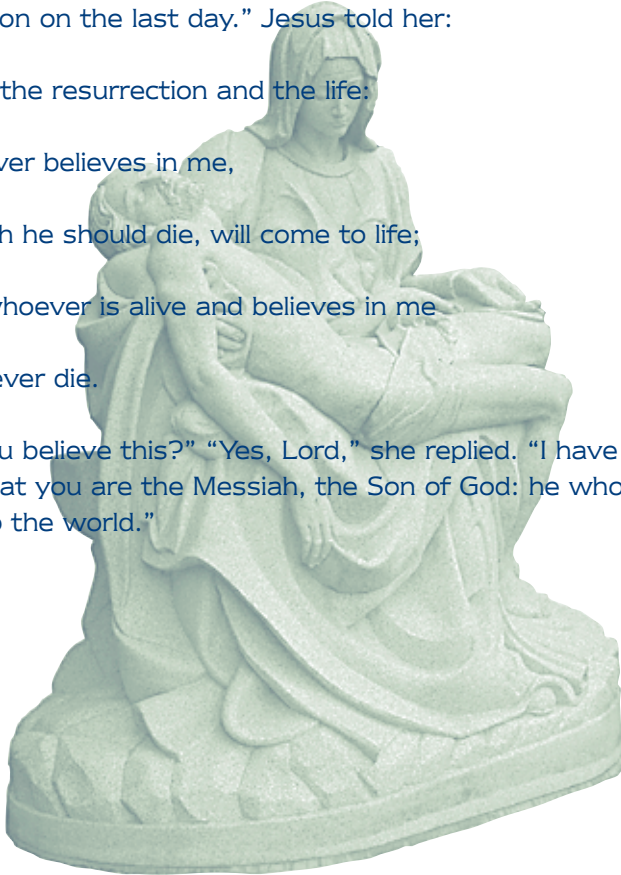 on on the last day.” Jesus told her:
the resurrection and the life:
ver believes in me,
h he should die, will come to life;
whoever is alive and believes in me
ever die.
u believe this?” “Yes, Lord,” she replied. “I have
at you are the Messiah, the Son of God: he who
o the world.”